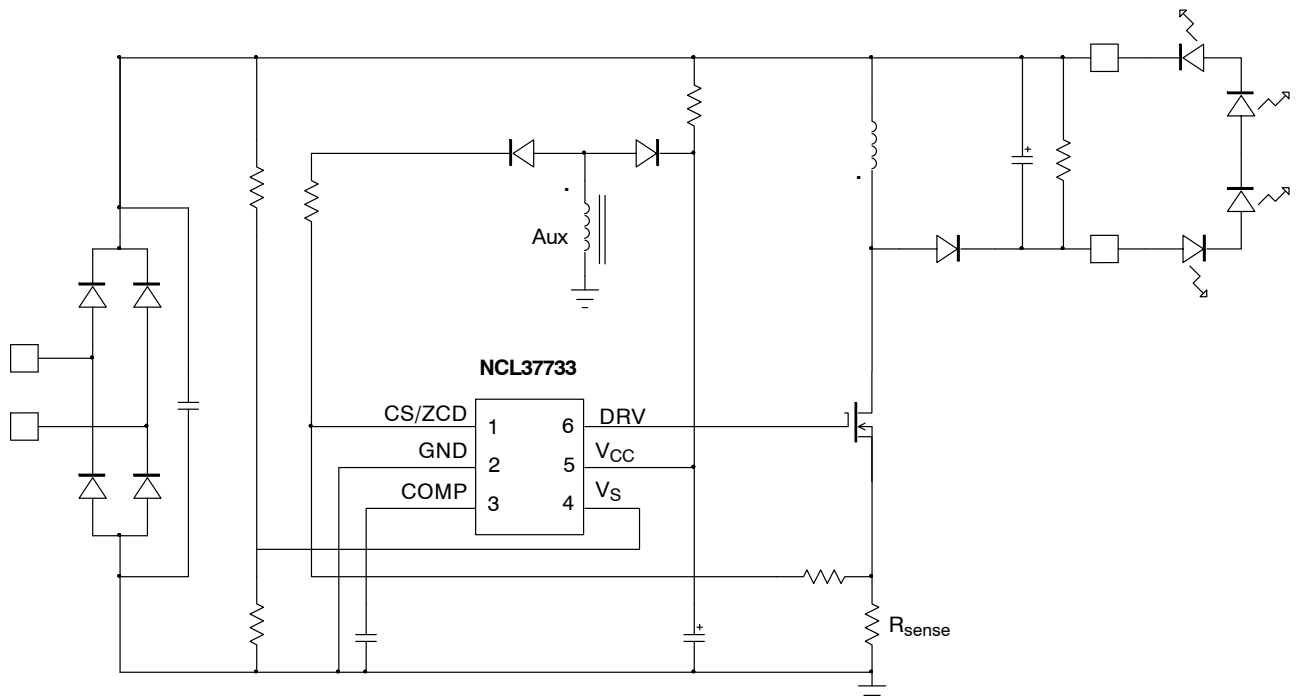 Aux
NCL37733
CS/ZCD 1 6 DRV
GND 2 5 VCC
COMP 3 4 VS
Rsense
+
+